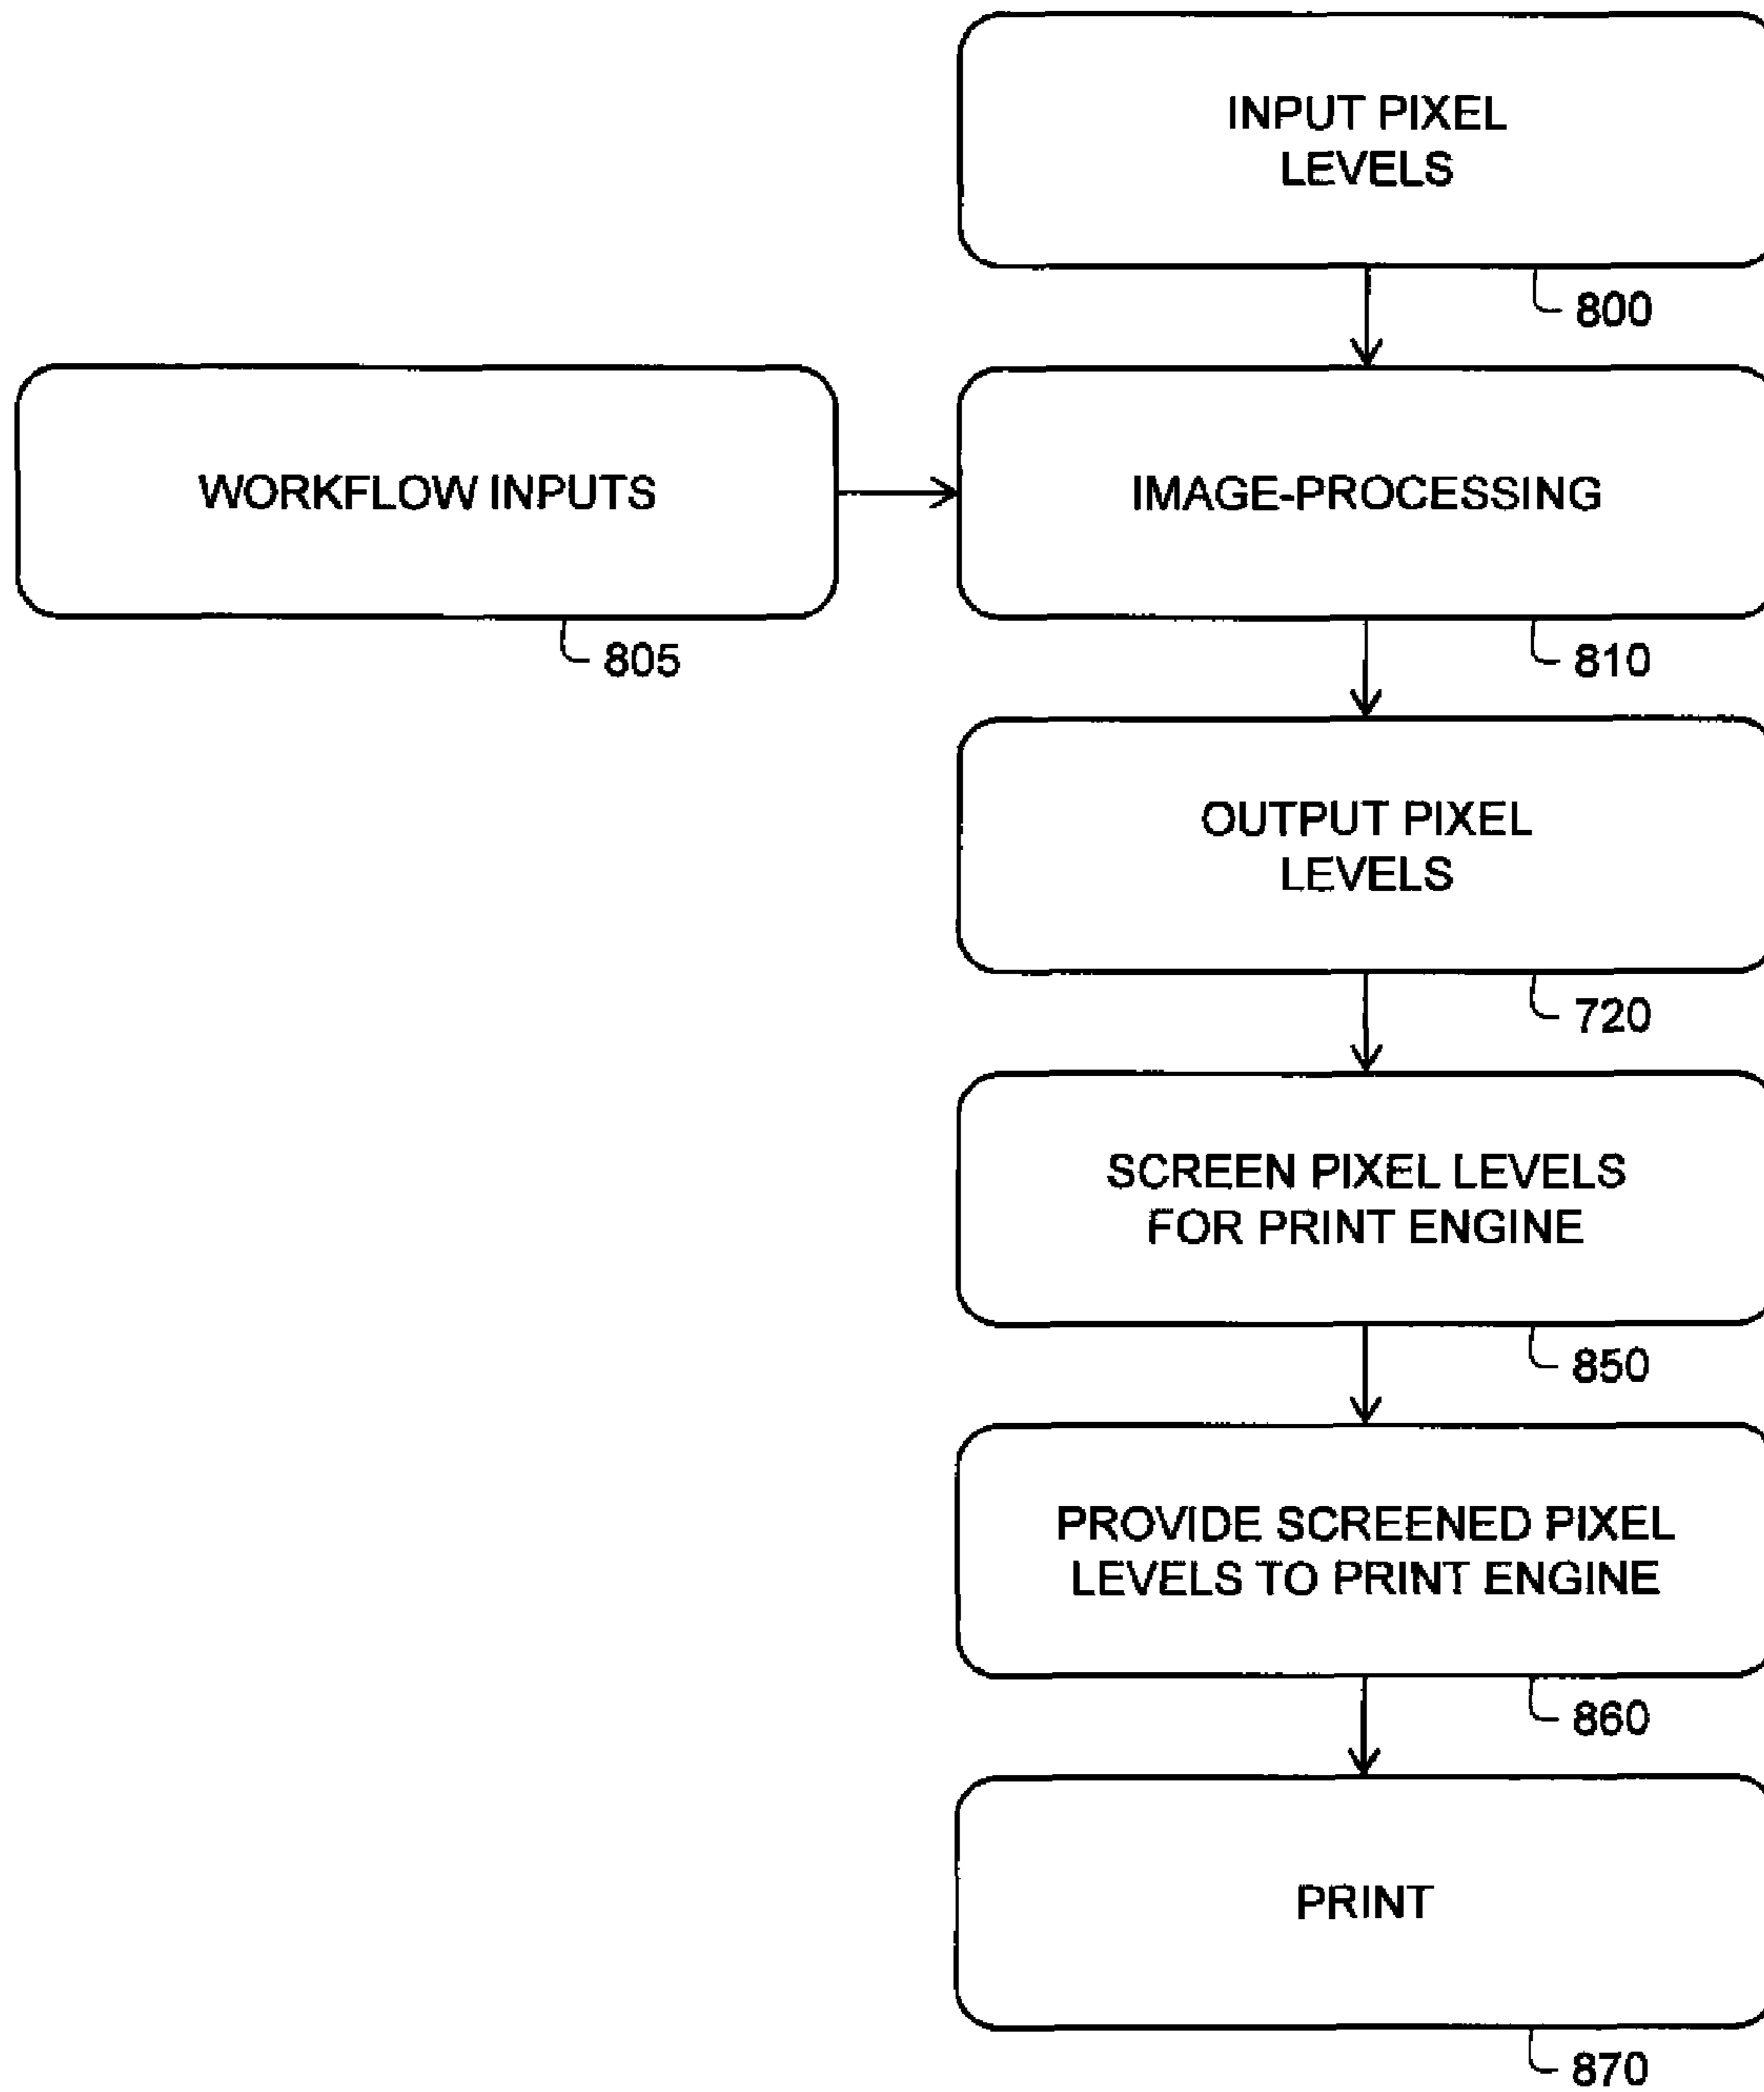 INPUT PIXEL
LEVELS
800
WORKFLOW INPUTS
805
IMAGE-PROCESSING
810
OUTPUT PIXEL
LEVELS
720
SCREEN PIXEL LEVELS
FOR PRINT ENGINE
850
PROVIDE SCREENED PIXEL
LEVELS TO PRINT ENGINE
860
PRINT
870